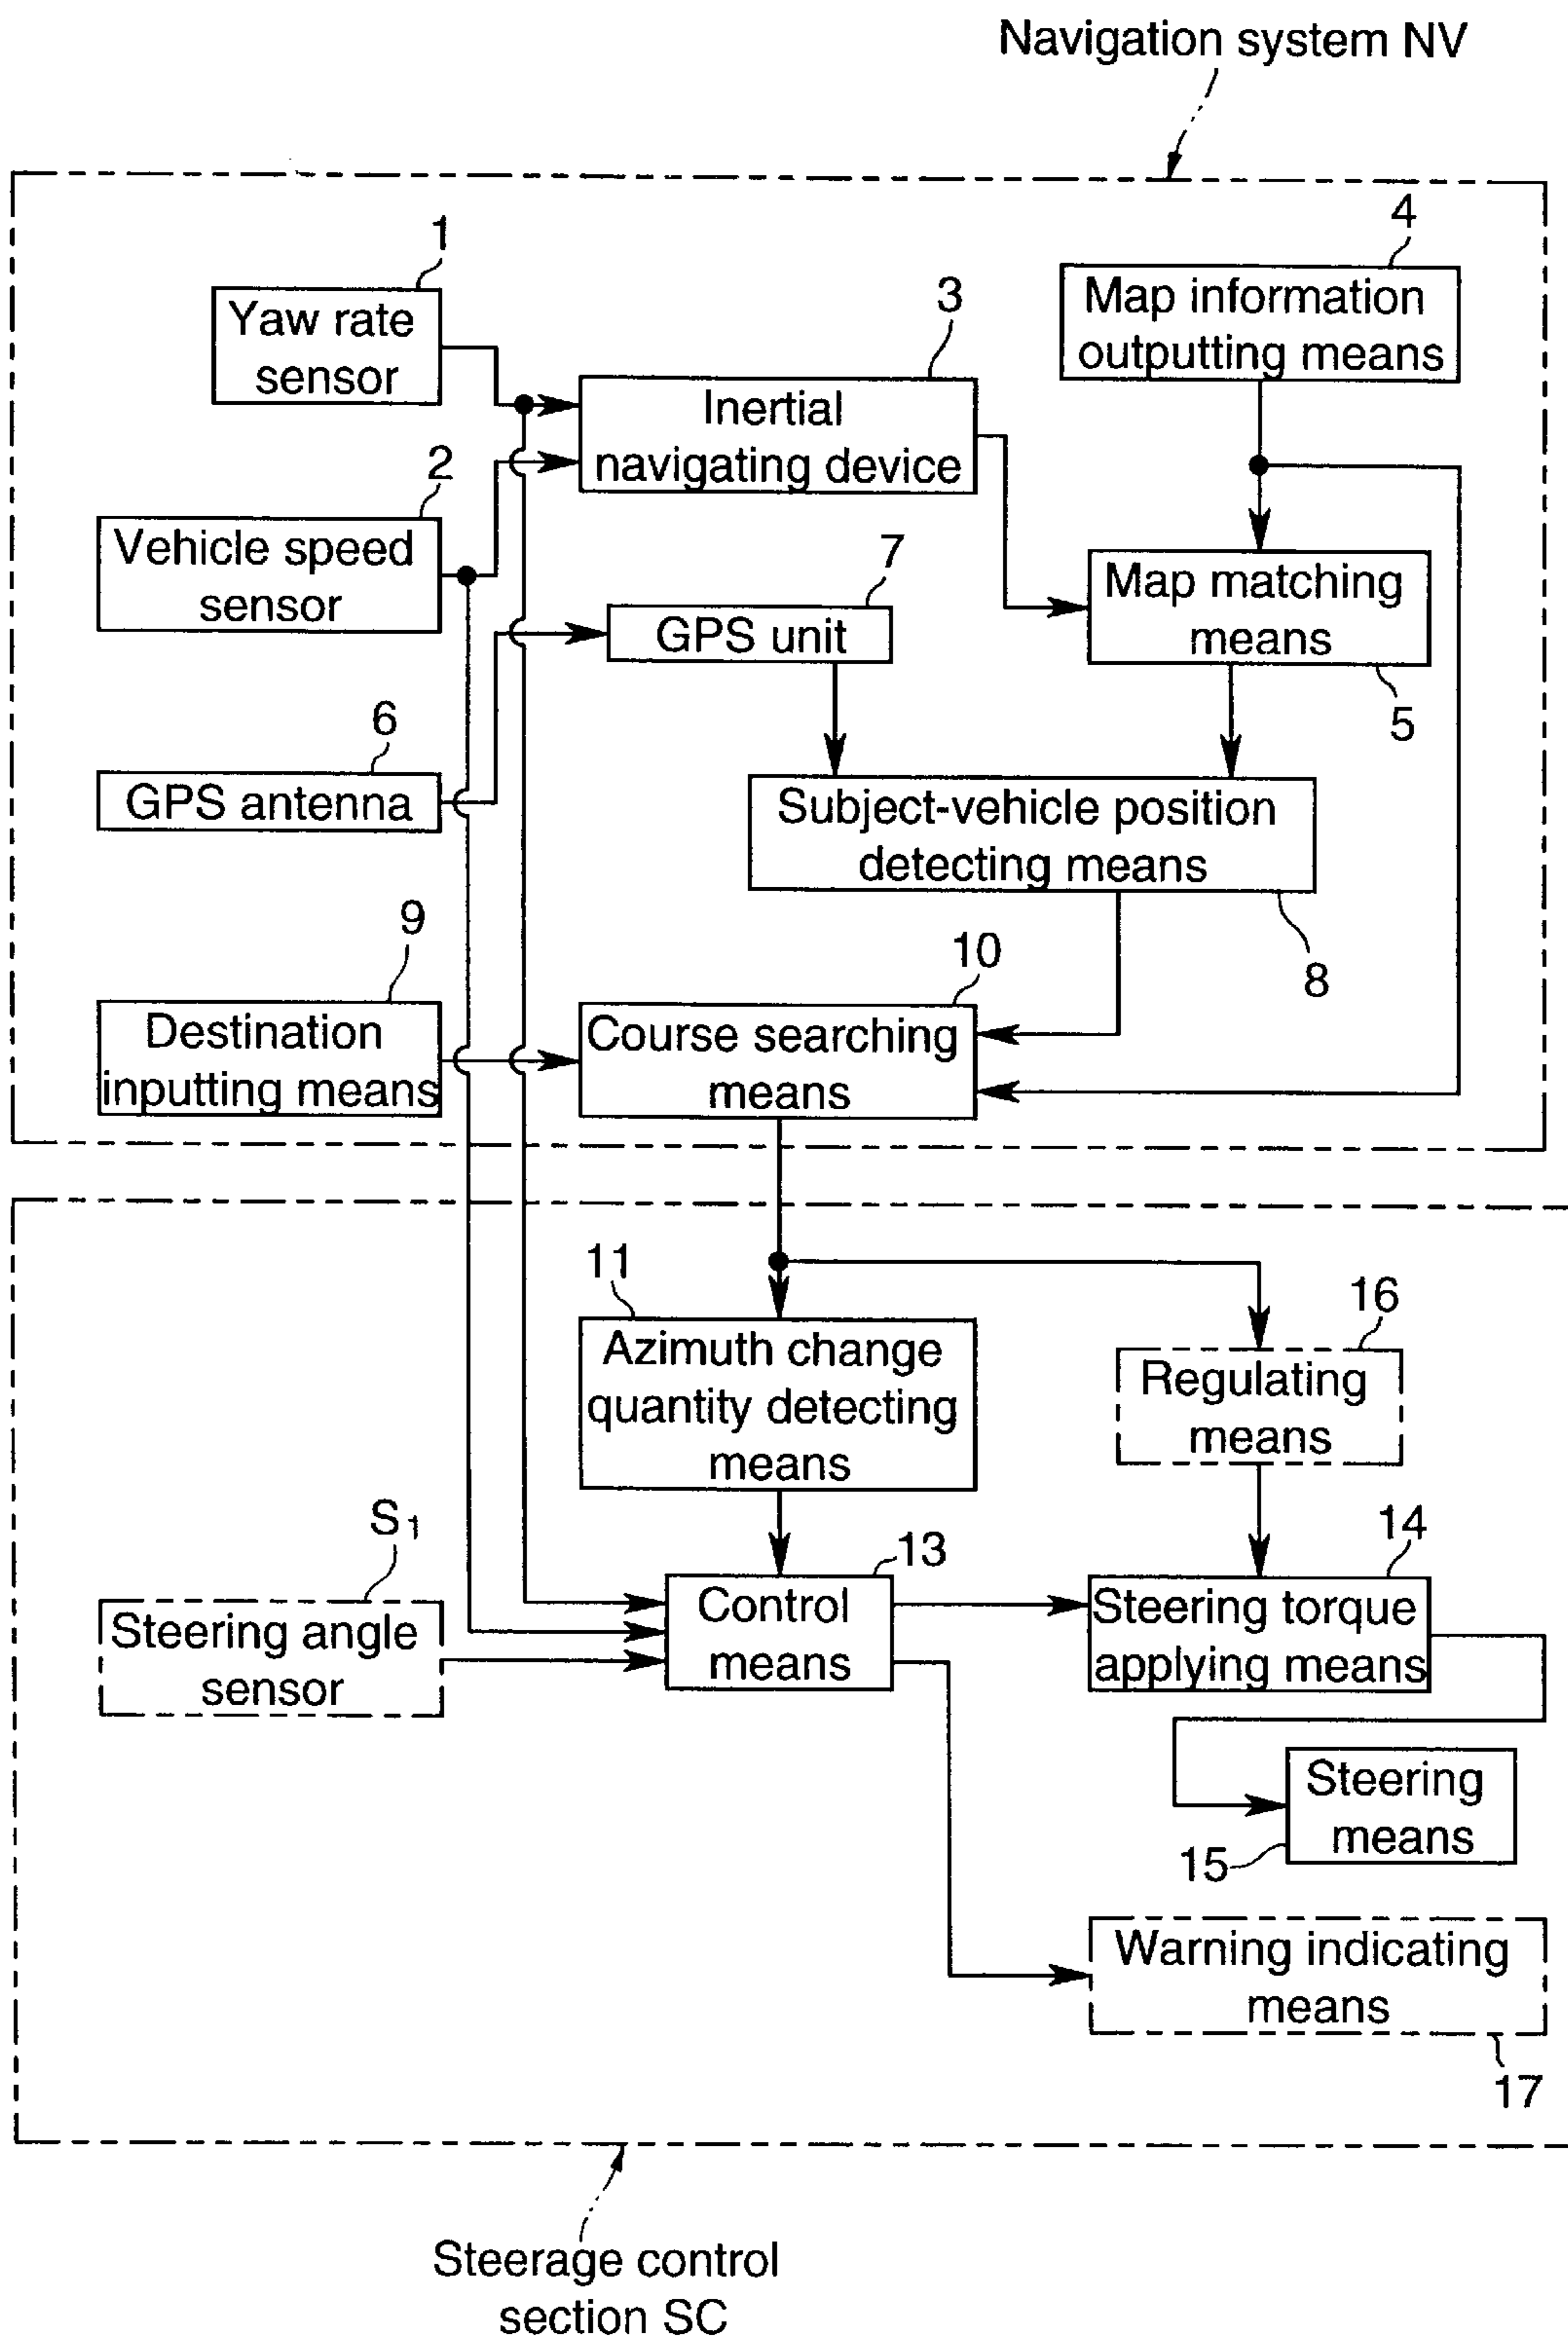 Navigation system NV
1
Yaw rate
sensor
4
Map information
outputting means
3
Inertial
navigating device
2
Vehicle speed
sensor
7
GPS unit
Map matching
means
5
6
GPS antenna
Subject-vehicle position
detecting means
8
9
Destination
inputting means
10
Course searching
means
11
Azimuth change
quantity detecting
means
16
Regulating
means
S1
Steering angle
sensor
13
Control
means
14
Steering torque
applying means
Steering
means
15
Warning indicating
means
17
Steerage control
section SC